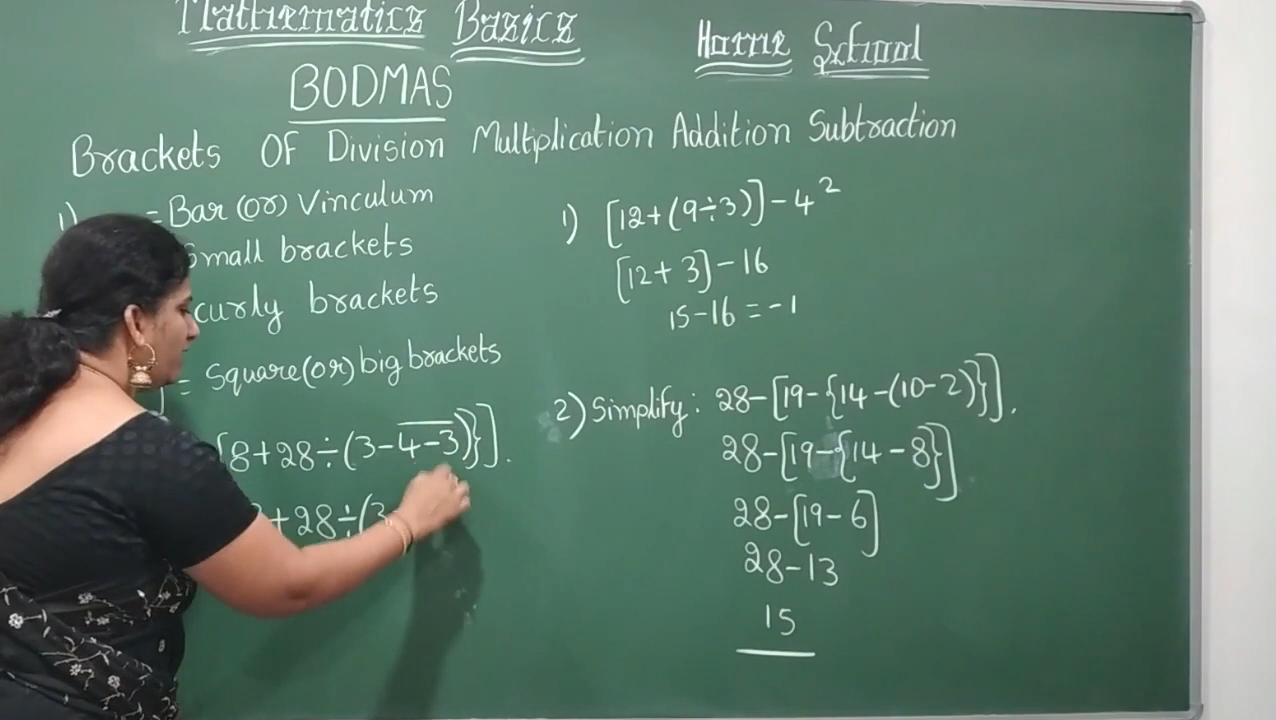 Mathematics Basics
Home School
BODMAS
Brackets Of Division Multiplication Addition Subtraction
1) = Bar (or) Vinculum
Small brackets
curly brackets
] = Square (or) big brackets
[8+28÷(3-4̅-̅3̅)}].
+28÷(3-
1) [12+(9÷3)]-4²
[12+3]-16
15-16=-1
2) Simplify: 28-[19-{14-(10-2)}].
28-[19-{14-8}]
28-[19-6]
28-13
15